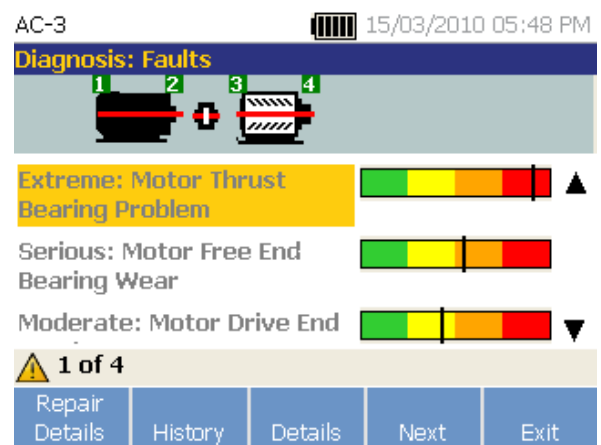 AC-3 15/03/2010 05:48 PM
Diagnosis: Faults
1 2 3 4
Extreme: Motor Thrust
Bearing Problem
Serious: Motor Free End
Bearing Wear
Moderate: Motor Drive End
1 of 4
Repair
Details History Details Next Exit